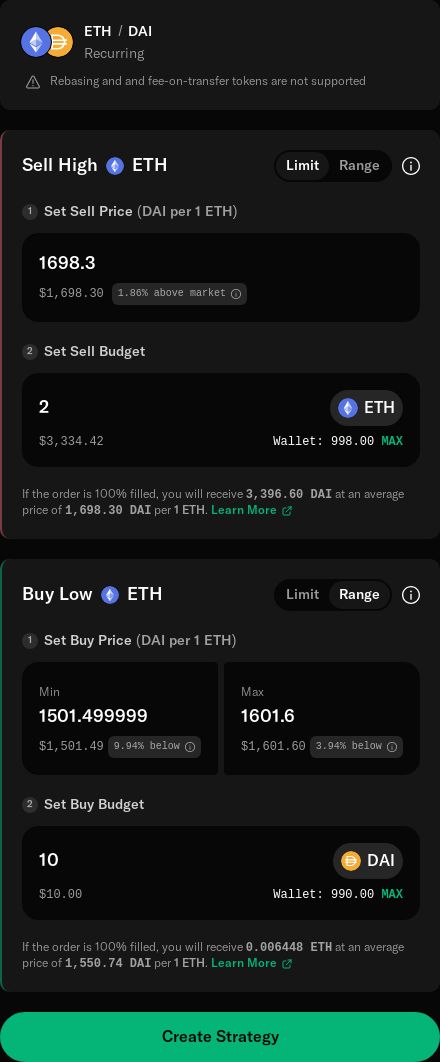 ETH / DAI
Recurring
Rebasing and and fee-on-transfer tokens are not supported
Sell High ETH Limit Range
1 Set Sell Price (DAI per 1 ETH)
1698.3
$1,698.30 1.86% above market
2 Set Sell Budget
2 ETH
$3,334.42 Wallet: 998.00 MAX
If the order is 100% filled, you will receive 3,396.60 DAI at an average
price of 1,698.30 DAI per 1 ETH. Learn More
Buy Low ETH Limit Range
1 Set Buy Price (DAI per 1 ETH)
Min Max
1501.499999 1601.6
$1,501.49 9.94% below $1,601.60 3.94% below
2 Set Buy Budget
10 DAI
$10.00 Wallet: 990.00 MAX
If the order is 100% filled, you will receive 0.006448 ETH at an average
price of 1,550.74 DAI per 1 ETH. Learn More
Create Strategy